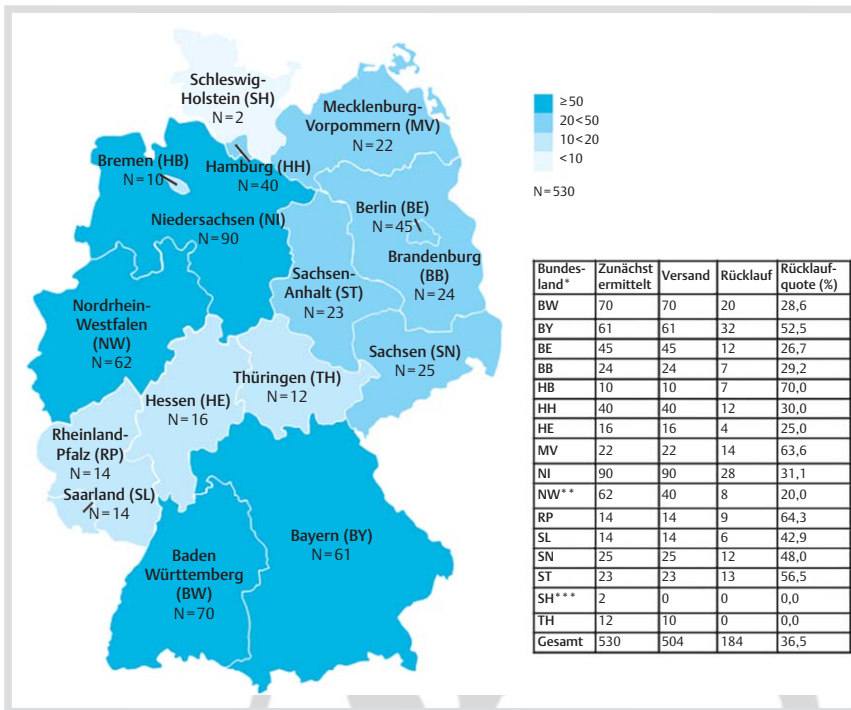 Schleswig-
Holstein (SH)
N=2
Mecklenburg-
Vorpommern (MV)
N=22
Bremen (HB)
N=10
Hamburg (HH)
N=40
Niedersachsen (NI)
N=90
Berlin (BE)
N=45
Brandenburg
(BB)
N=24
Sachsen-
Anhalt (ST)
N=23
Nordrhein-
Westfalen
(NW)
N=62
Sachsen (SN)
N=25
Thüringen (TH)
N=12
Hessen (HE)
N=16
Rheinland-
Pfalz (RP)
N=14
Saarland (SL)
N=14
Bayern (BY)
N=61
Baden
Württemberg
(BW)
N=70
≥50
20<50
10<20
<10
N=530
Bundes-land* Zunächst ermittelt Versand Rücklauf Rücklauf-quote (%)
BW 70 70 20 28,6
BY 61 61 32 52,5
BE 45 45 12 26,7
BB 24 24 7 29,2
HB 10 10 7 70,0
HH 40 40 12 30,0
HE 16 16 4 25,0
MV 22 22 14 63,6
NI 90 90 28 31,1
NW** 62 40 8 20,0
RP 14 14 9 64,3
SL 14 14 6 42,9
SN 25 25 12 48,0
ST 23 23 13 56,5
SH*** 2 0 0 0,0
TH 12 10 0 0,0
Gesamt 530 504 184 36,5